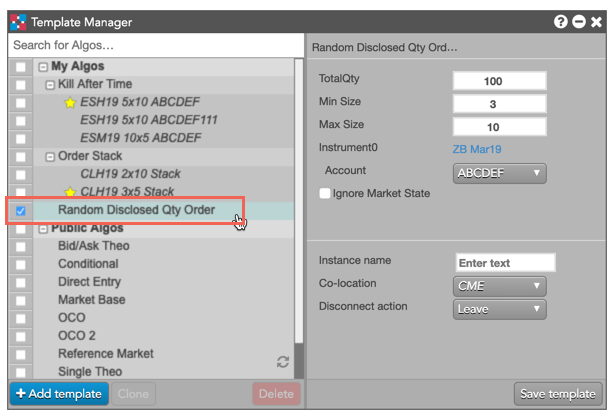 Template Manager
Search for Algos...
My Algos
Kill After Time
ESH19 5x10 ABCDEF
ESH19 5x10 ABCDEF111
ESM19 10x5 ABCDEF
Order Stack
CLH19 2x10 Stack
CLH19 3x5 Stack
Random Disclosed Qty Order
Public Algos
Bid/Ask Theo
Conditional
Direct Entry
Market Base
OCO
OCO 2
Reference Market
Single Theo
+ Add template
Clone
Delete
Random Disclosed Qty Ord...
TotalQty 100
Min Size 3
Max Size 10
Instrument0 ZB Mar19
Account ABCDEF
Ignore Market State
Instance name Enter text
Co-location CME
Disconnect action Leave
Save template